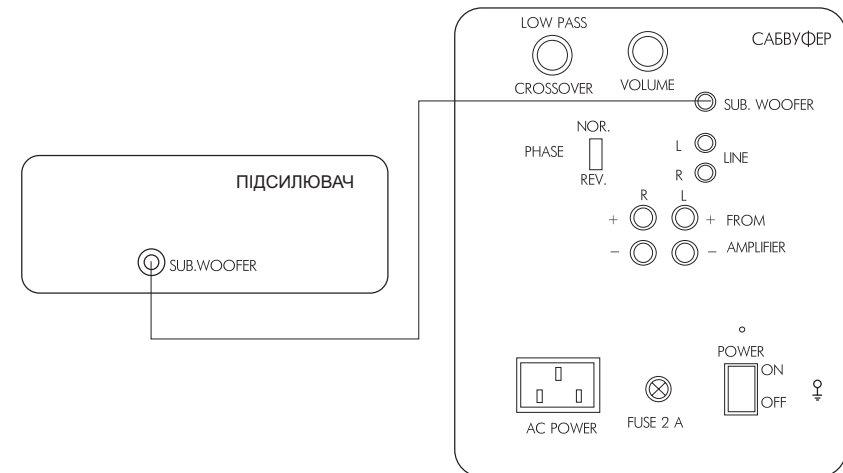 LOW PASS
CROSSOVER
VOLUME
САБВУФЕР
SUB. WOOFER
NOR.
PHASE
REV.
L
R
LINE
R L
+ + FROM
– – AMPLIFIER
ПІДСИЛЮВАЧ
SUB.WOOFER
POWER
ON
OFF
AC POWER
FUSE 2 A